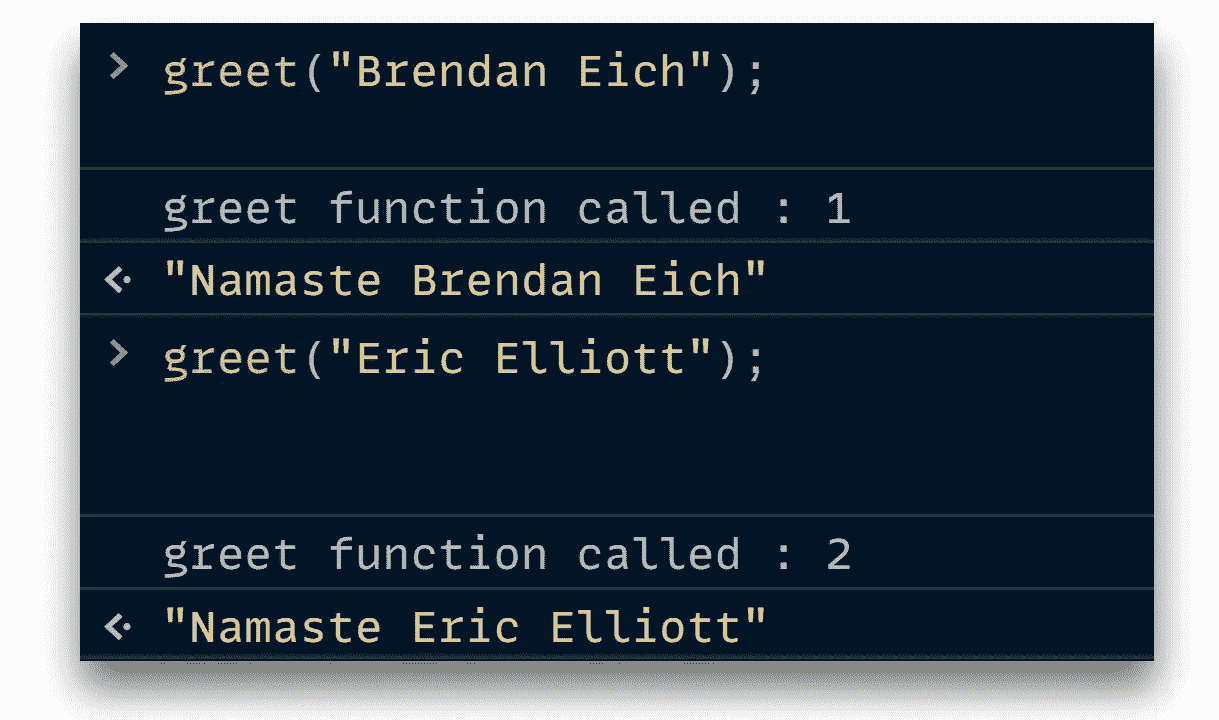 > greet("Brendan Eich");
greet function called : 1
<· "Namaste Brendan Eich"
> greet("Eric Elliott");
greet function called : 2
<· "Namaste Eric Elliott"